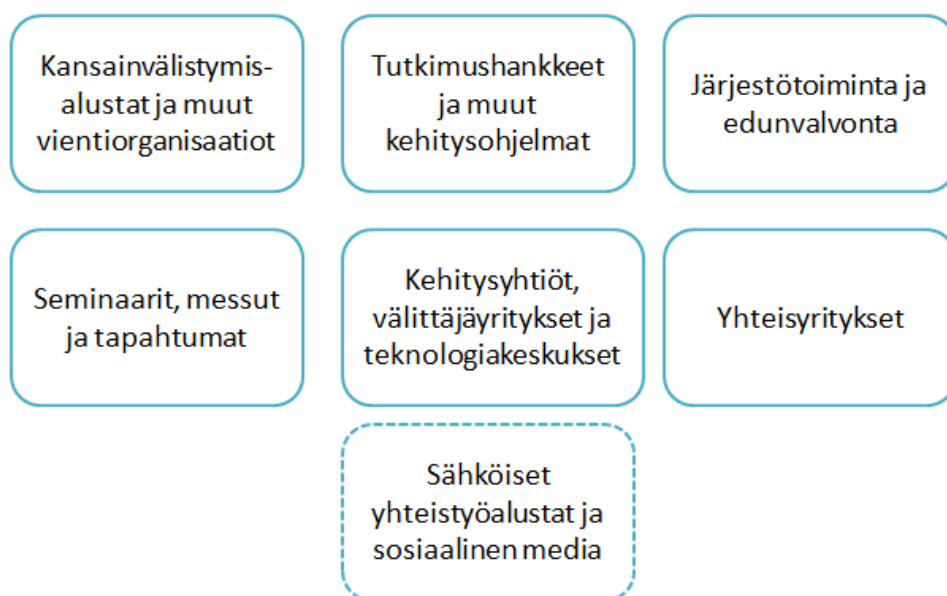 Kansainvälistymis-
alustat ja muut
vientiorganisaatiot
Tutkimushankkeet
ja muut
kehitysohjelmat
Järjestötoiminta ja
edunvalvonta
Seminaarit, messut
ja tapahtumat
Kehitysyhtiöt,
välittäjäyritykset ja
teknologiakeskukset
Yhteisyritykset
Sähköiset
yhteistyöalustat ja
sosiaalinen media